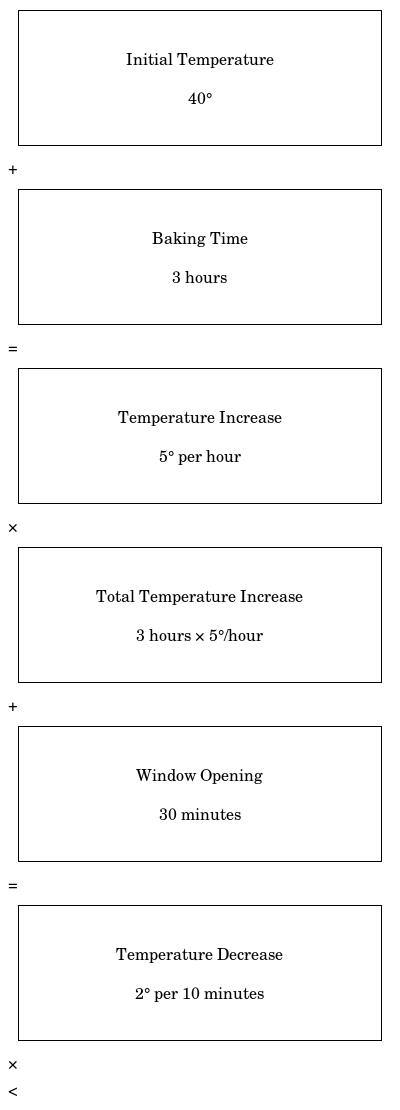 Initial Temperature
40°
+
Baking Time
3 hours
=
Temperature Increase
5° per hour
×
Total Temperature Increase
3 hours × 5°/hour
+
Window Opening
30 minutes
=
Temperature Decrease
2° per 10 minutes
×
<